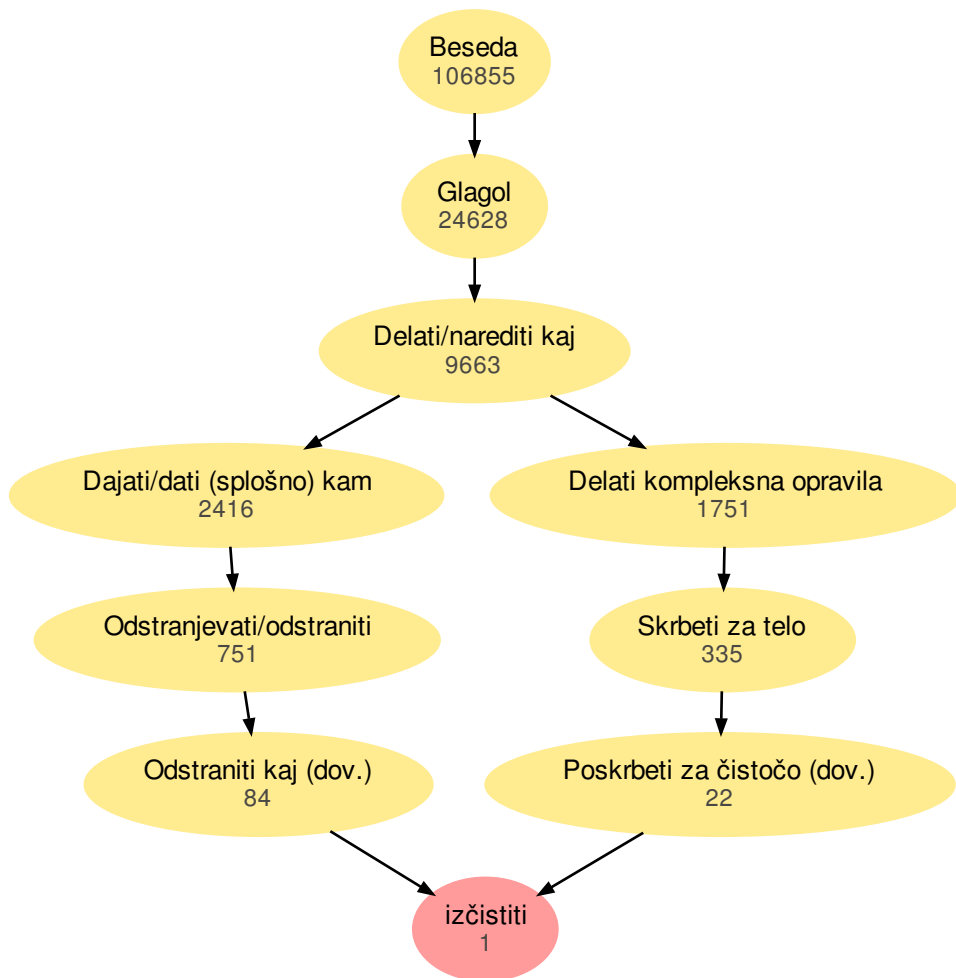 Beseda
106855
Glagol
24628
Delati/narediti kaj
9663
Dajati/dati (splošno) kam
2416
Delati kompleksna opravila
1751
Odstranjevati/odstraniti
751
Skrbeti za telo
335
Odstraniti kaj (dov.)
84
Poskrbeti za čistočo (dov.)
22
izčistiti
1